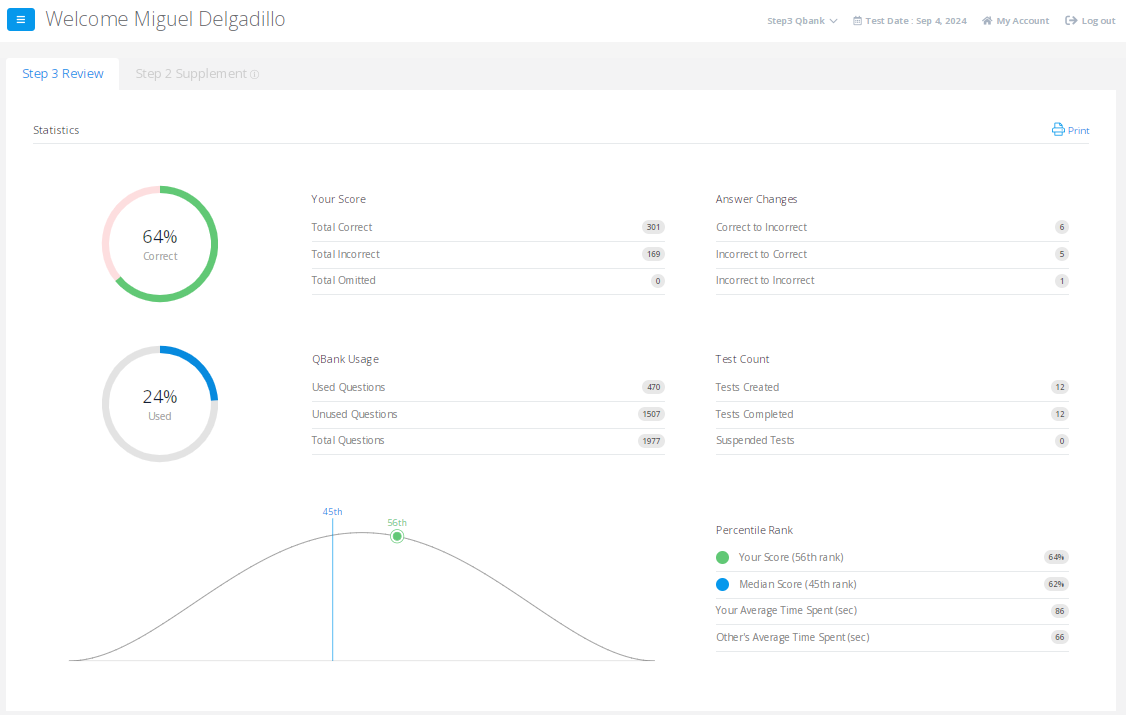 Welcome Miguel Delgadillo
Step3 Qbank
Test Date : Sep 4, 2024
My Account
Log out
Step 3 Review
Step 2 Supplement
Statistics
Print
64%
Correct
Your Score
Total Correct 301
Total Incorrect 169
Total Omitted 0
Answer Changes
Correct to Incorrect 6
Incorrect to Correct 5
Incorrect to Incorrect 1
24%
Used
QBank Usage
Used Questions 470
Unused Questions 1507
Total Questions 1977
Test Count
Tests Created 12
Tests Completed 12
Suspended Tests 0
45th
56th
Percentile Rank
Your Score (56th rank) 64%
Median Score (45th rank) 62%
Your Average Time Spent (sec) 86
Other's Average Time Spent (sec) 66